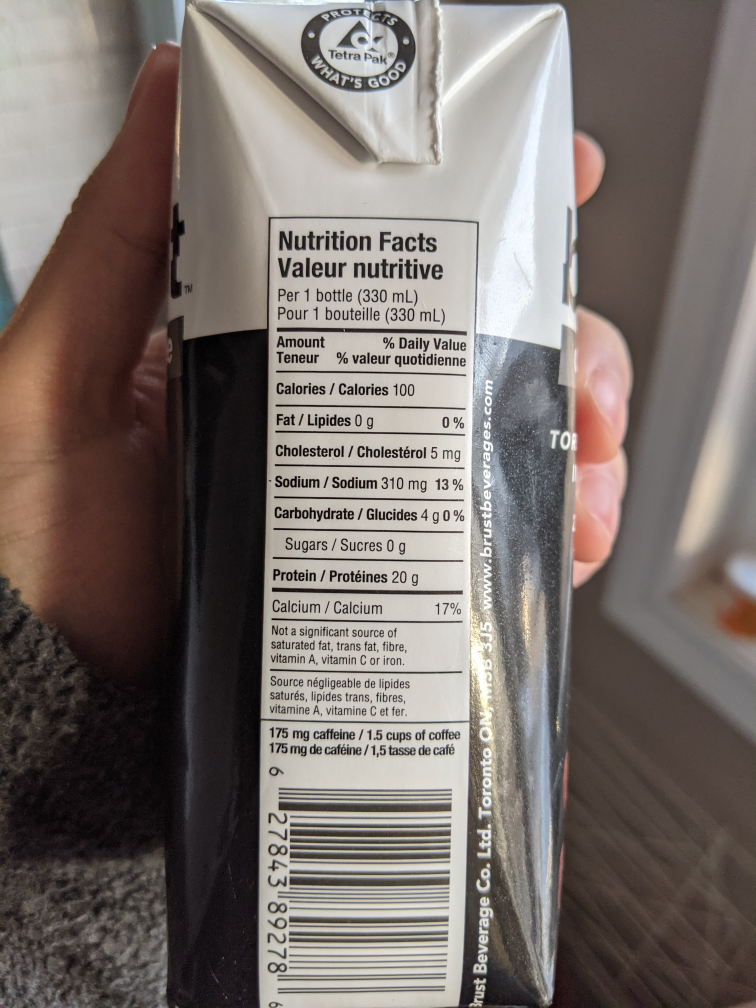 PROTECTS
Tetra Pak®
WHAT'S GOOD
t
TM
Nutrition Facts
Valeur nutritive
Per 1 bottle (330 mL)
Pour 1 bouteille (330 mL)
Amount % Daily Value
Teneur % valeur quotidienne
Calories / Calories 100
Fat / Lipides 0 g 0 %
Cholesterol / Cholestérol 5 mg
Sodium / Sodium 310 mg 13 %
Carbohydrate / Glucides 4 g 0 %
Sugars / Sucres 0 g
Protein / Protéines 20 g
Calcium / Calcium 17%
Not a significant source of
saturated fat, trans fat, fibre,
vitamin A, vitamin C or iron.
Source négligeable de lipides
saturés, lipides trans, fibres,
vitamine A, vitamine C et fer.
175 mg caffeine / 1.5 cups of coffee
175 mg de caféine / 1,5 tasse de café
6 27843 89278 6
Brust Beverage Co. Ltd. Toronto ON, M5B 3J5 www.brustbeverages.com
TOR